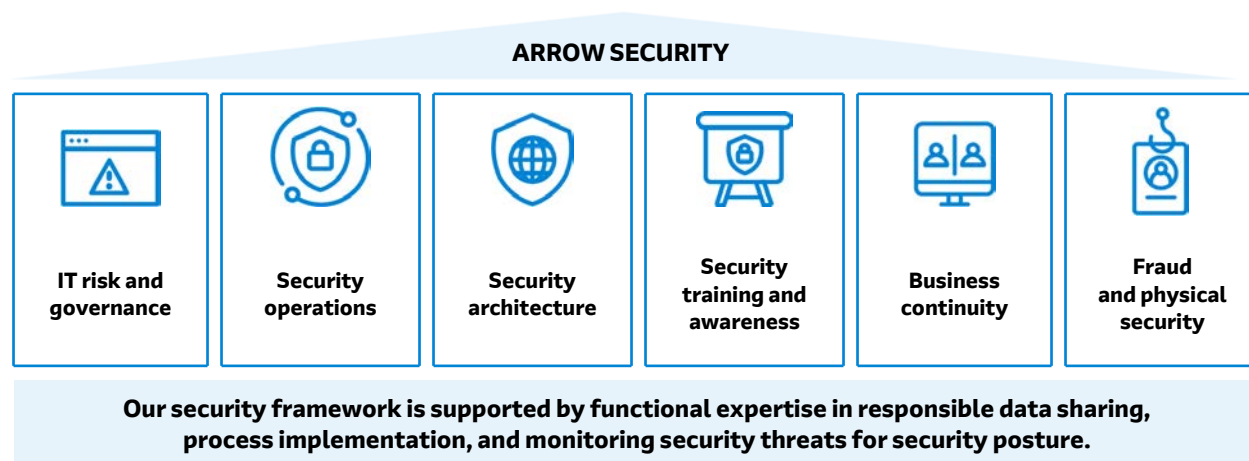 ARROW SECURITY
IT risk and
governance
Security
operations
Security
architecture
Security
training and
awareness
Business
continuity
Fraud
and physical
security
Our security framework is supported by functional expertise in responsible data sharing,
process implementation, and monitoring security threats for security posture.